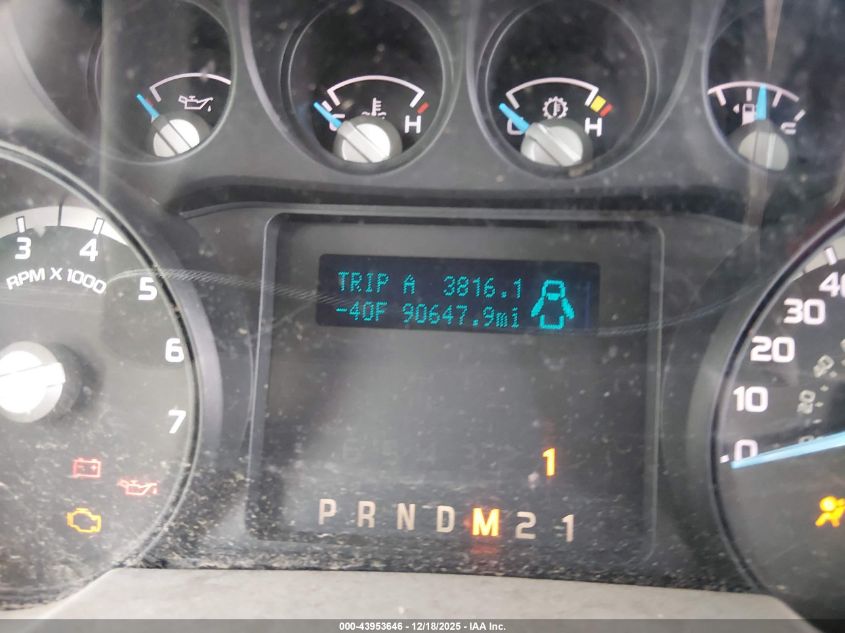 C H
C H
3 4 5 6 7
RPM X 1000
TRIP A 3816.1
-40F 90647.9mi
40
30
20
10
0
1
P R N D M 2 1
000-43953646 - 12/18/2025 - IAA Inc.